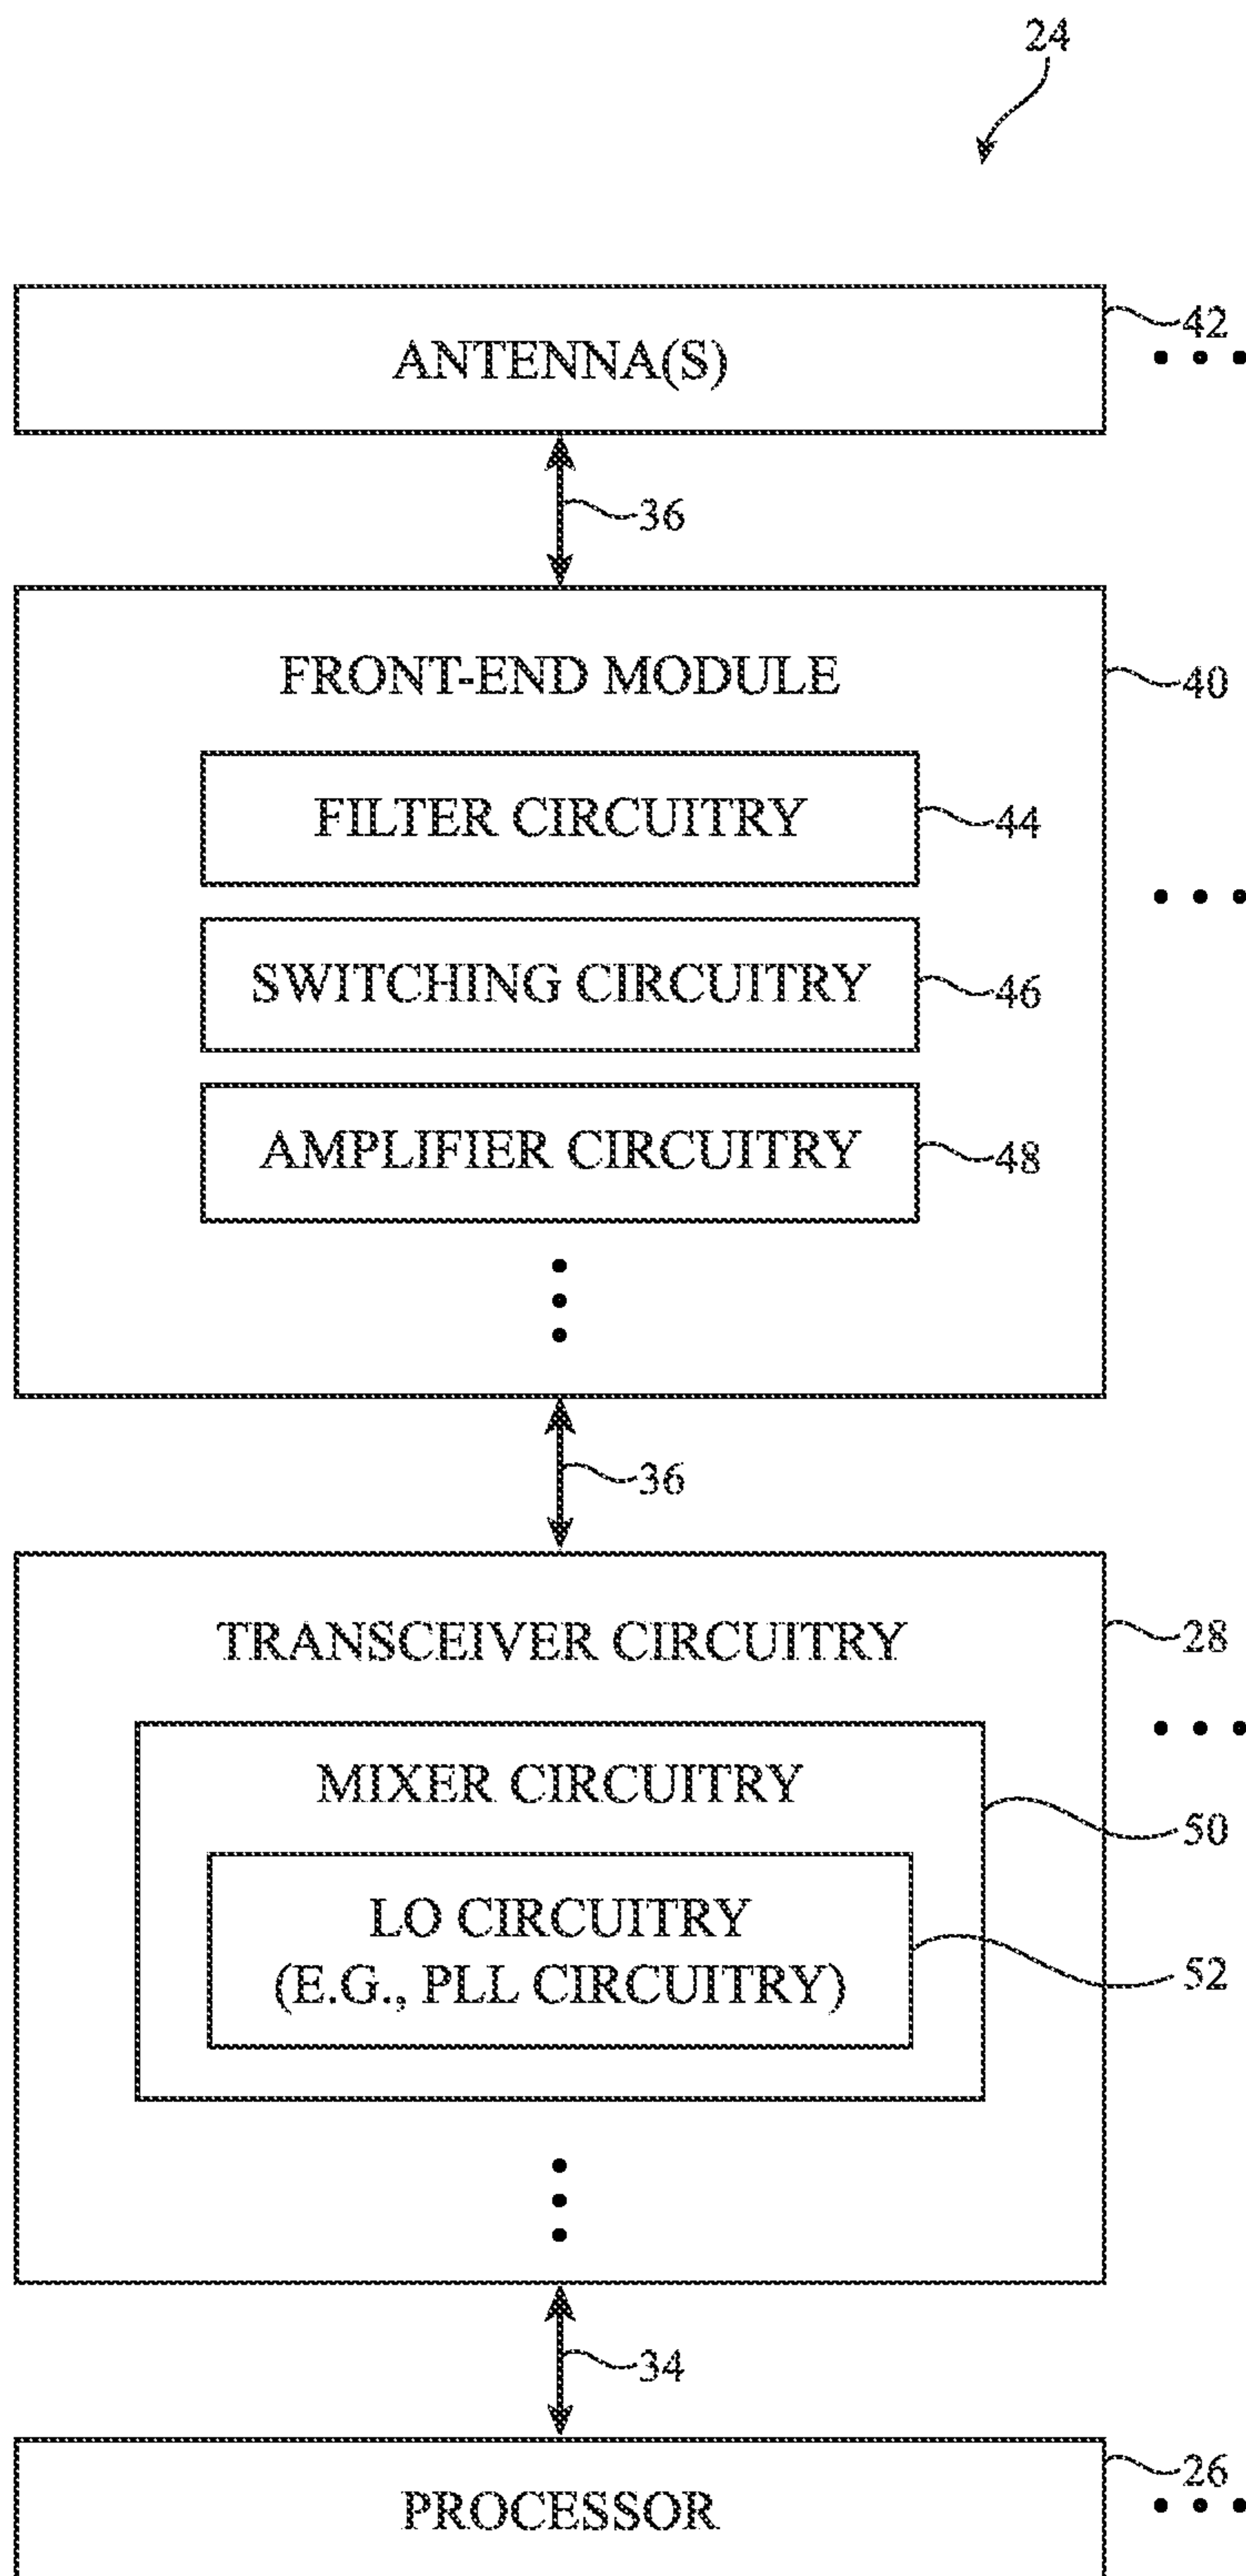 24
ANTENNA(S)
42
36
FRONT-END MODULE
40
FILTER CIRCUITRY
44
SWITCHING CIRCUITRY
46
AMPLIFIER CIRCUITRY
48
36
TRANSCEIVER CIRCUITRY
28
MIXER CIRCUITRY
50
LO CIRCUITRY
(E.G., PLL CIRCUITRY)
52
34
PROCESSOR
26